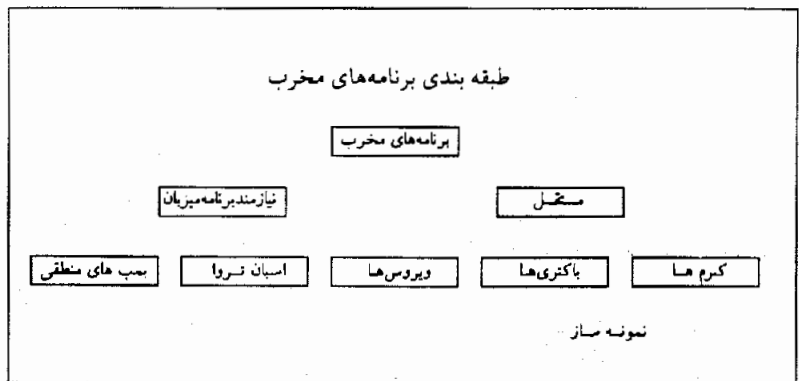 طبقه بندی برنامه‌های مخرب
برنامه‌های مخرب
مستقل نیازمندبرنامه‌میزبان
کرم ها باکتری‌ها ویروس‌ها اسبان تروا بمب های منطقی
نمونه ساز